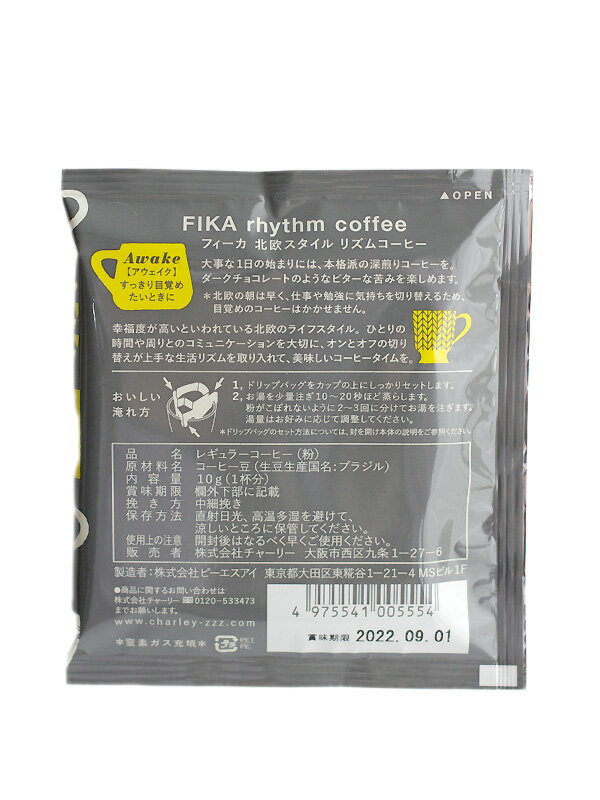 ▲OPEN
FIKA rhythm coffee
フィーカ 北欧スタイル リズムコーヒー
Awake
【アウェイク】
すっきり目覚め
たいときに
大事な1日の始まりには、本格派の深煎りコーヒーを。
ダークチョコレートのようなビターな苦みを楽しめます。
＊北欧の朝は早く、仕事や勉強に気持ちを切り替えるため、
目覚めのコーヒーはかかせません。
幸福度が高いといわれている北欧のライフスタイル。ひとりの
時間や周りとのコミュニケーションを大切に、オンとオフの切り
替えが上手な生活リズムを取り入れて、美味しいコーヒータイムを。
おいしい
淹れ方
1, ドリップバッグをカップの上にしっかりセットします。
2, お湯を少量注ぎ10〜20秒ほど蒸らします。
粉がこぼれないように2〜3回に分けてお湯を注ぎます。
湯量はお好みに応じて調整してください。
＊ドリップバッグのセット方法については、封を開け本体の説明をご参照ください。
品名 レギュラーコーヒー（粉）
原材料名 コーヒー豆（生豆生産国名：ブラジル）
内容量 10g（1杯分）
賞味期限 欄外下部に記載
挽き方 中細挽き
保存方法 直射日光、高温多湿を避けて、
涼しいところに保管してください。
使用上の注意 開封後はなるべく早くご使用ください。
販売者 株式会社チャーリー 大阪市西区九条1-27-6
製造者：株式会社ピーエスアイ 東京都大田区東糀谷1-21-4 MSビル1F
●商品に関するお問い合わせは
株式会社チャーリー 0120-533473
までお願いします。
www.charley-zzz.com
＊窒素ガス充填＊
プラ
PET,
PE,
4 975541 005554
賞味期限 2022.09.01